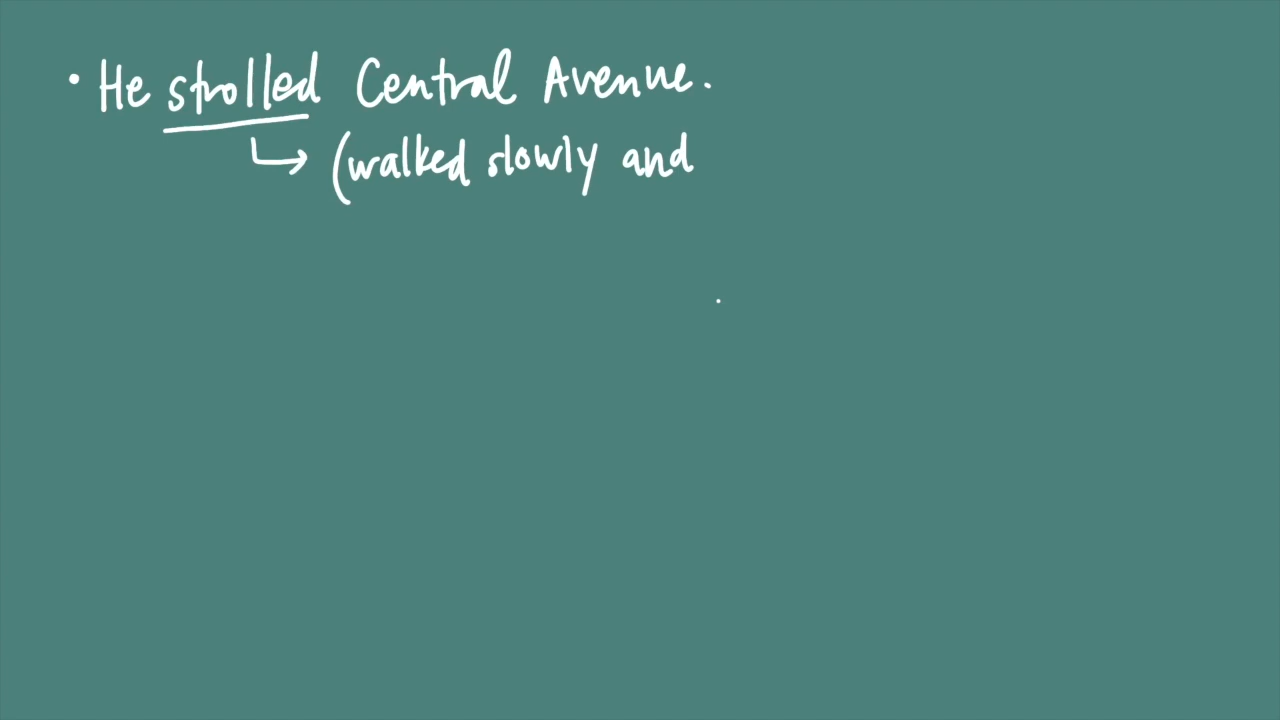 • He strolled Central Avenue.
↳ (walked slowly and